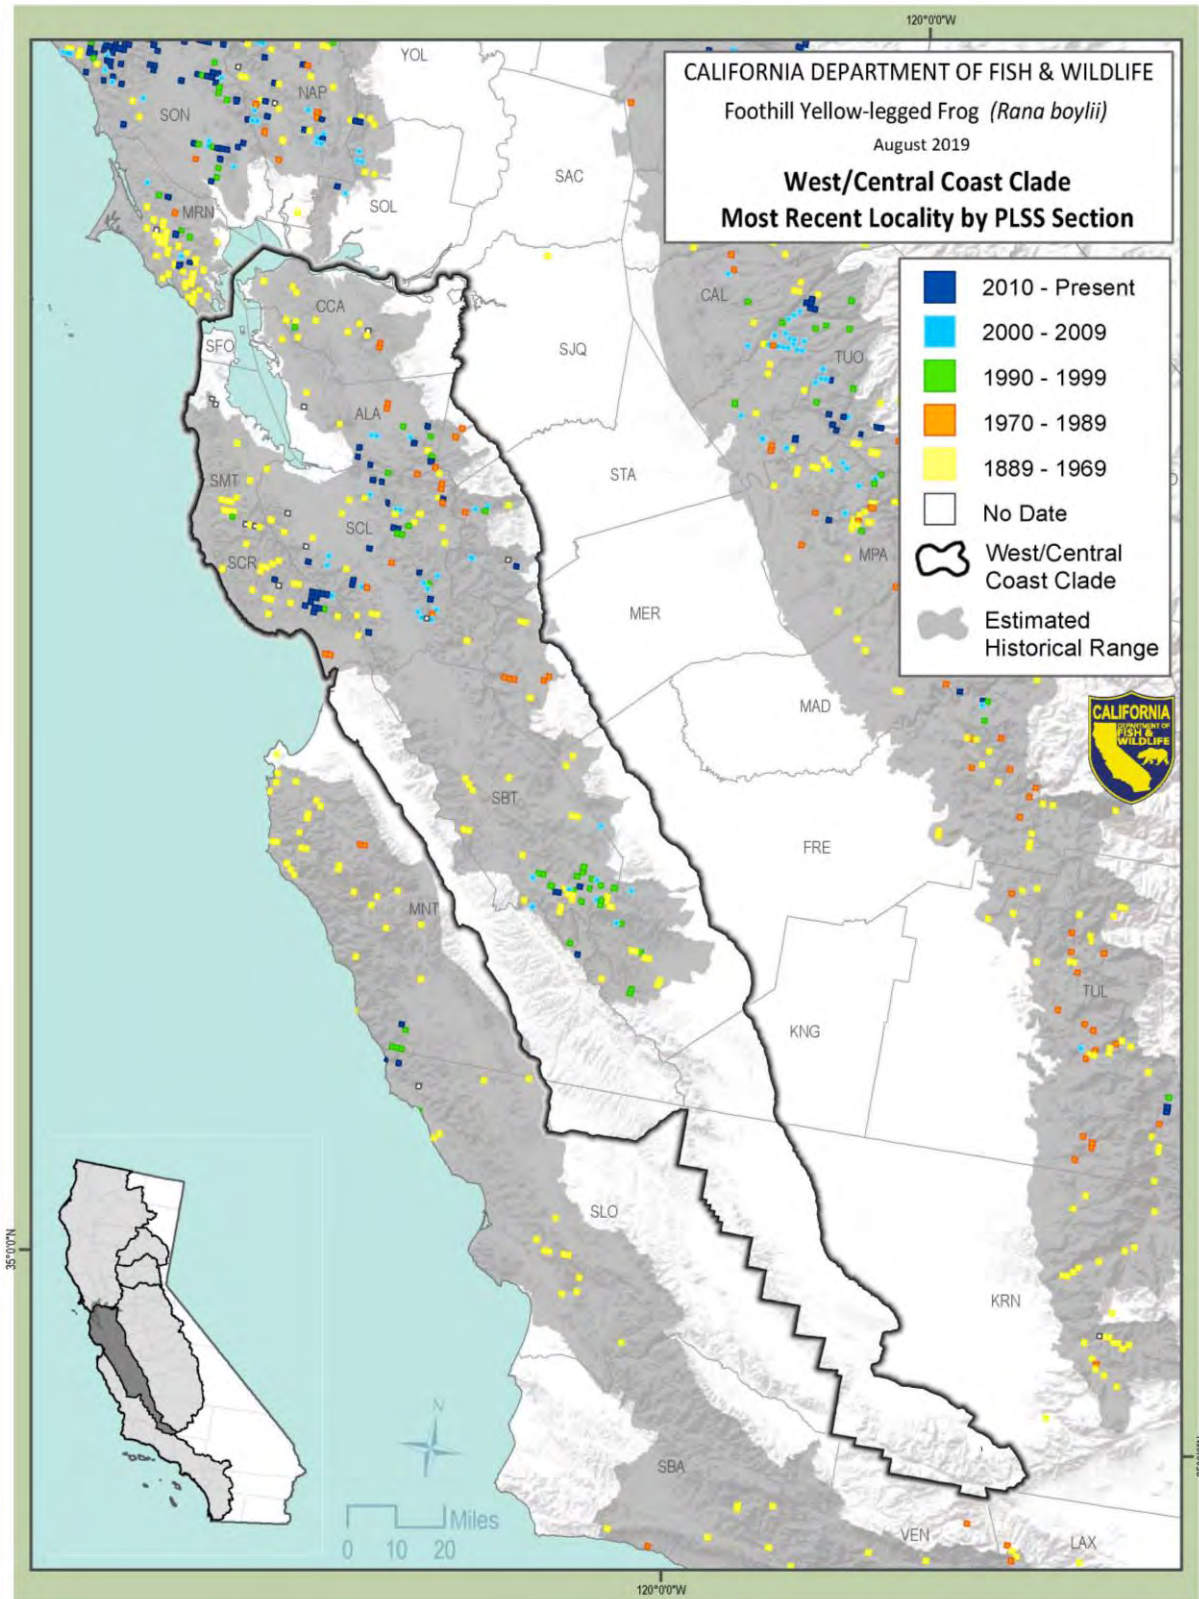 120°0'0"W
CALIFORNIA DEPARTMENT OF FISH & WILDLIFE
Foothill Yellow-legged Frog (Rana boylii)
August 2019
West/Central Coast Clade
Most Recent Locality by PLSS Section
2010 - Present
2000 - 2009
1990 - 1999
1970 - 1989
1889 - 1969
No Date
West/Central
Coast Clade
Estimated
Historical Range
YOL
NAP
SON
SAC
SOL
MRN
CAL
CCA
SFO
SJQ
TUO
ALA
STA
SMT
SCL
MPA
SCR
MER
MAD
CALIFORNIA
DEPARTMENT OF
FISH &
WILDLIFE
SBT
FRE
MNT
TUL
KNG
SLO
35°0'0"N
KRN
N
SBA
Miles
0 10 20
VEN
LAX
120°0'0"W